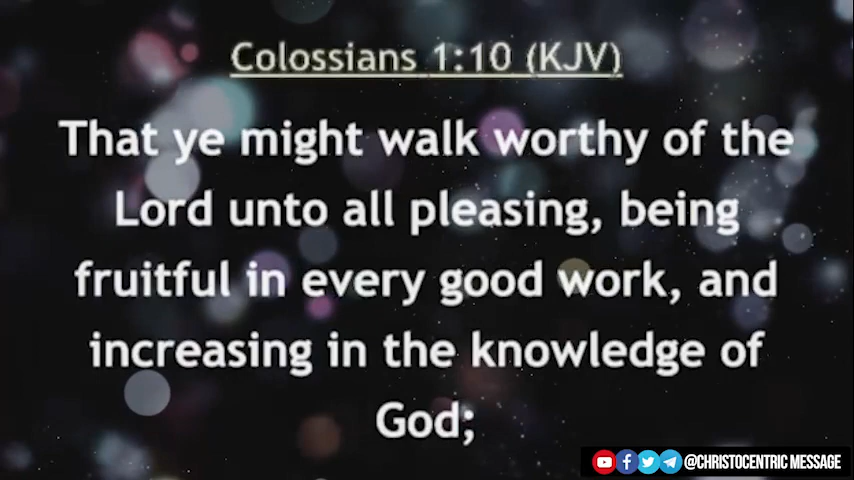 Colossians 1:10 (KJV)
That ye might walk worthy of the
Lord unto all pleasing, being
fruitful in every good work, and
increasing in the knowledge of
God;
@CHRISTOCENTRIC MESSAGE